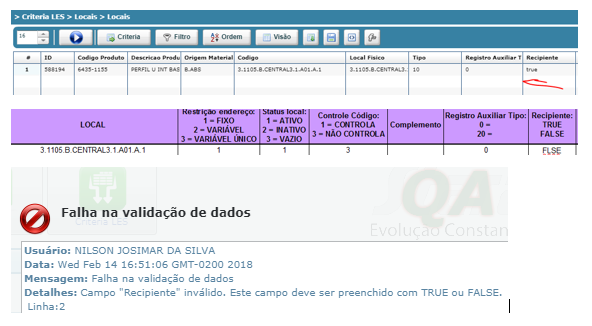 > Criteria LES > Locais > Locais
16 Criteria Filtro Ordem Visão
# ID Codigo Produto Descricao Produ Origem Material Codigo Local Fisico Tipo Registro Auxiliar T Recipiente
1 588194 6435-1155 PERFIL U INT BAS B.ABS 3.1105.B.CENTRAL3.1.A01.A.1 3.1105.B.CENTRAL3. 10 0 true
LOCAL Restrição endereço: 1 = FIXO 2 = VARIÁVEL 3 = VARIÁVEL ÚNICO Status local: 1 = ATIVO 2 = INATIVO 3 = VAZIO Controle Código: 1 = CONTROLA 3 = NÃO CONTROLA Complemento Registro Auxiliar Tipo: 0 = 20 = Recipiente: TRUE FALSE
3.1105.B.CENTRAL3.1.A01.A.1 1 1 3 0 FLSE
Criteria LES
QA
Evolução Constan
Falha na validação de dados
Usuário: NILSON JOSIMAR DA SILVA
Data: Wed Feb 14 16:51:06 GMT-0200 2018
Mensagem: Falha na validação de dados
Detalhes: Campo "Recipiente" inválido. Este campo deve ser preenchido com TRUE ou FALSE.
Linha:2